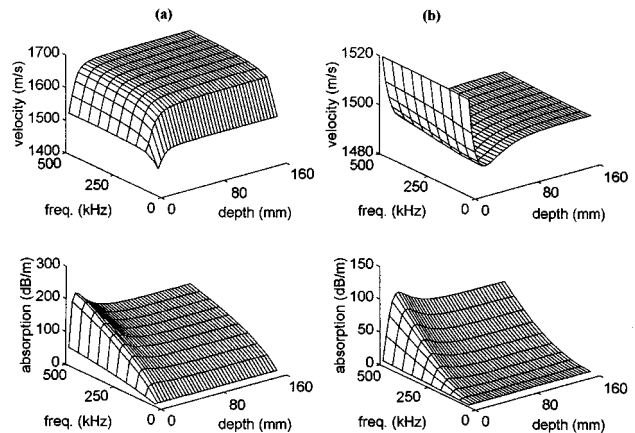 (a)
(b)
1700
1600
1500
1400
velocity (m/s)
500
250
0
freq. (kHz)
0
80
160
depth (mm)
1520
1500
1480
velocity (m/s)
500
250
0
freq. (kHz)
0
80
160
depth (mm)
300
200
100
0
absorption (dB/m)
500
250
0
freq. (kHz)
0
80
160
depth (mm)
150
100
50
0
absorption (dB/m)
500
250
0
freq. (kHz)
0
80
160
depth (mm)